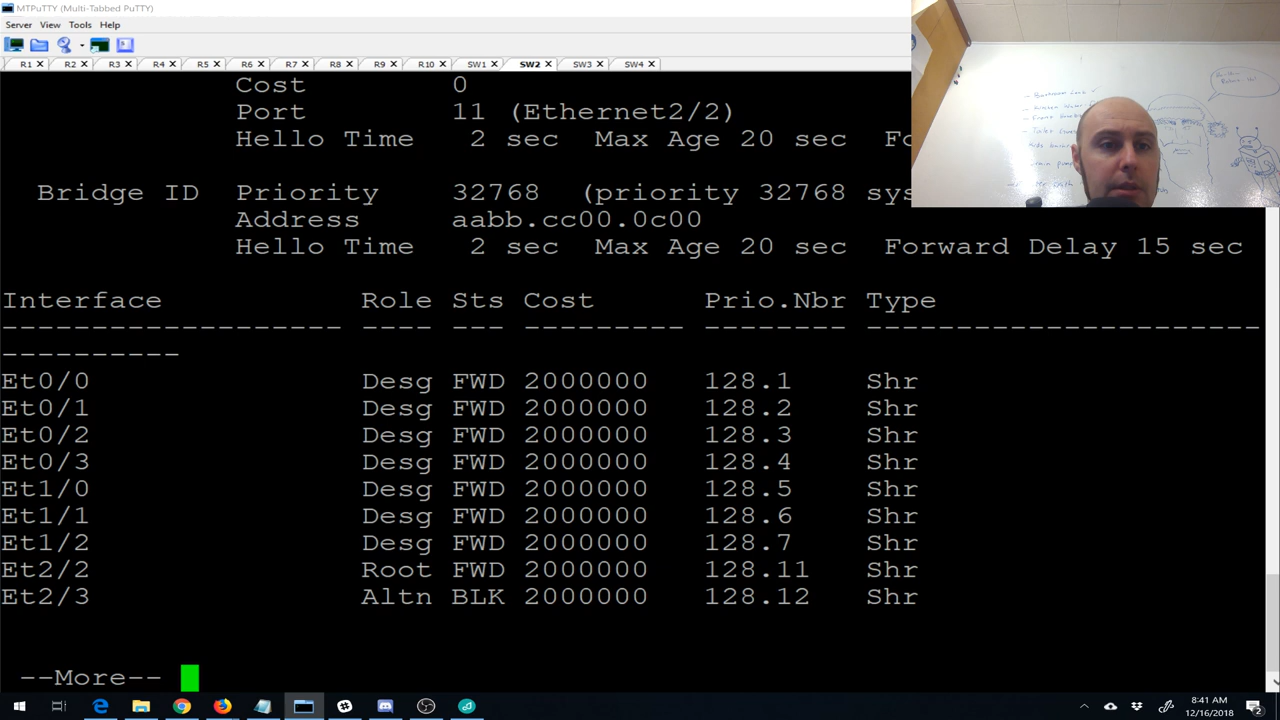 MTPuTTY (Multi-Tabbed PuTTY)
Server View Tools Help
R1 R2 R3 R4 R5 R6 R7 R8 R9 R10 SW1 SW2 SW3 SW4
Cost 0
Port 11 (Ethernet2/2)
Hello Time 2 sec Max Age 20 sec
Bridge ID Priority 32768 (priority 32768 sys
Address aabb.cc00.0c00
Hello Time 2 sec Max Age 20 sec Forward Delay 15 sec
Interface Role Sts Cost Prio.Nbr Type
------------------- ---- --- --------- -------- ----------------------
----------
Et0/0 Desg FWD 2000000 128.1 Shr
Et0/1 Desg FWD 2000000 128.2 Shr
Et0/2 Desg FWD 2000000 128.3 Shr
Et0/3 Desg FWD 2000000 128.4 Shr
Et1/0 Desg FWD 2000000 128.5 Shr
Et1/1 Desg FWD 2000000 128.6 Shr
Et1/2 Desg FWD 2000000 128.7 Shr
Et2/2 Root FWD 2000000 128.11 Shr
Et2/3 Altn BLK 2000000 128.12 Shr
--More--
8:41 AM
12/16/2018
2